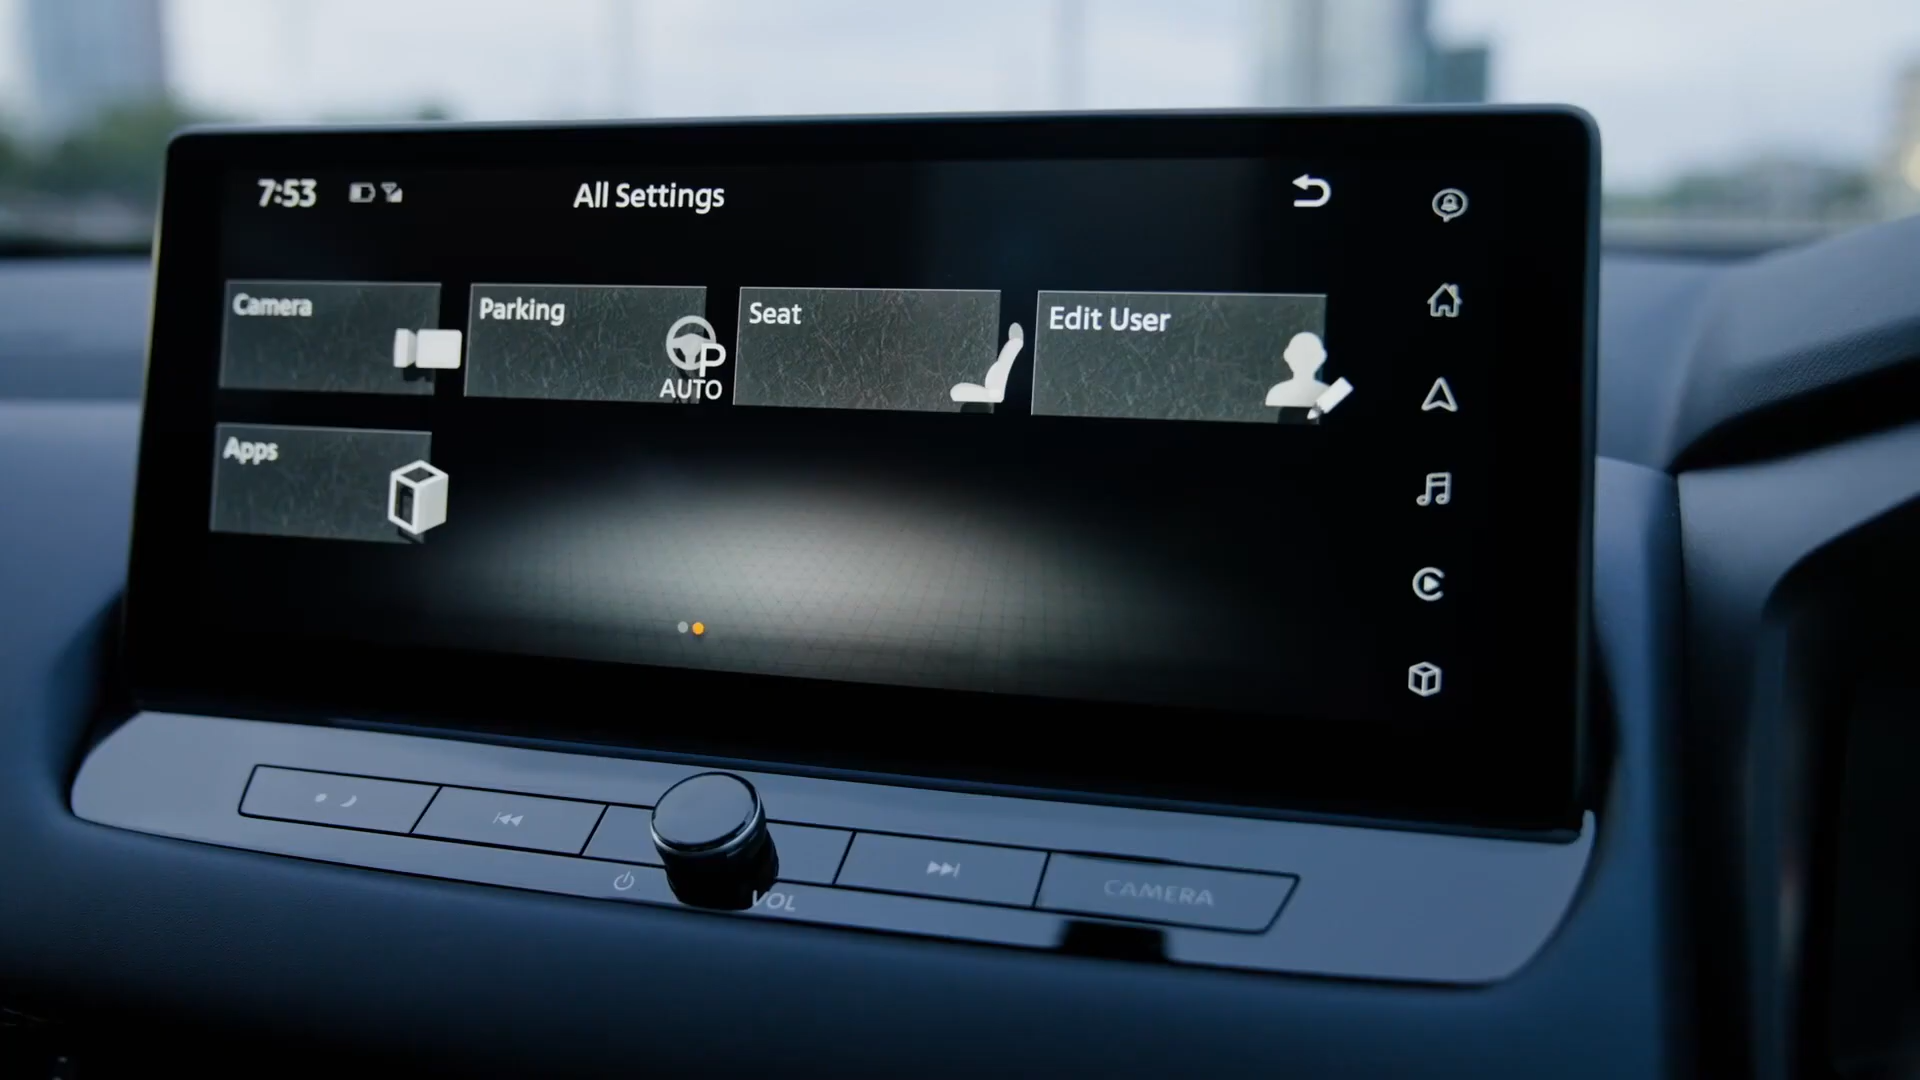 7:53
All Settings
Camera
Parking
P
AUTO
Seat
Edit User
Apps
VOL
CAMERA